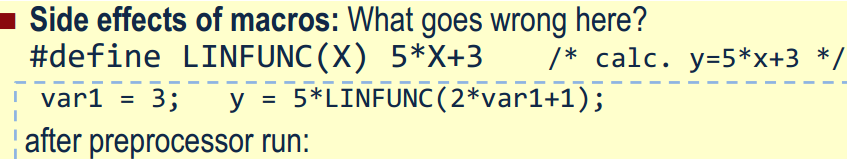 Side effects of macros: What goes wrong here?
#define LINFUNC(X) 5*X+3 /* calc. y=5*x+3 */
var1 = 3; y = 5*LINFUNC(2*var1+1);
after preprocessor run: